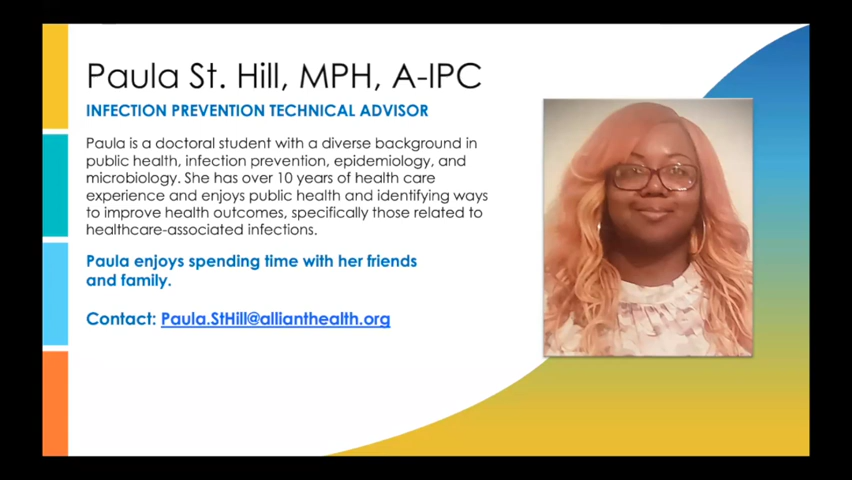 Paula St. Hill, MPH, A-IPC
INFECTION PREVENTION TECHNICAL ADVISOR
Paula is a doctoral student with a diverse background in
public health, infection prevention, epidemiology, and
microbiology. She has over 10 years of health care
experience and enjoys public health and identifying ways
to improve health outcomes, specifically those related to
healthcare-associated infections.
Paula enjoys spending time with her friends
and family.
Contact: Paula.StHill@allianthealth.org